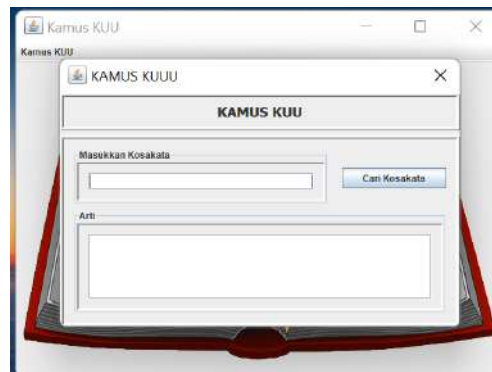 Kamus KUU
Kamus KUU
KAMUS KUUU
KAMUS KUU
Masukkan Kosakata
Cari Kosakata
Arti